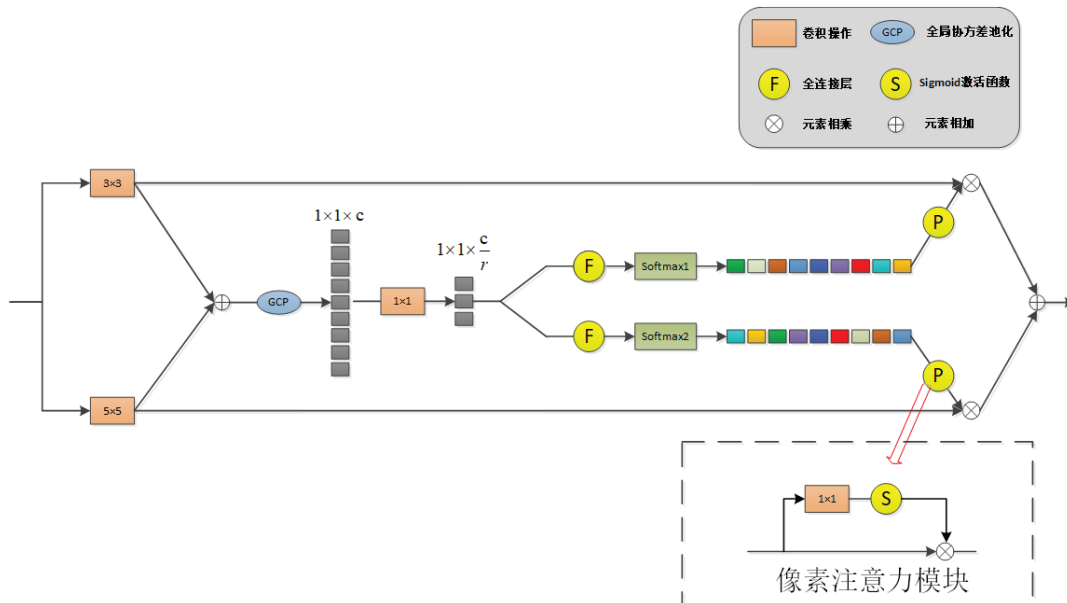 卷积操作
GCP
全局协方差池化
F
全连接层
S
Sigmoid激活函数
元素相乘
元素相加
3×3
1×1×c
1×1×c/r
P
F
Softmax1
GCP
1×1
F
Softmax2
P
5×5
1×1
S
像素注意力模块